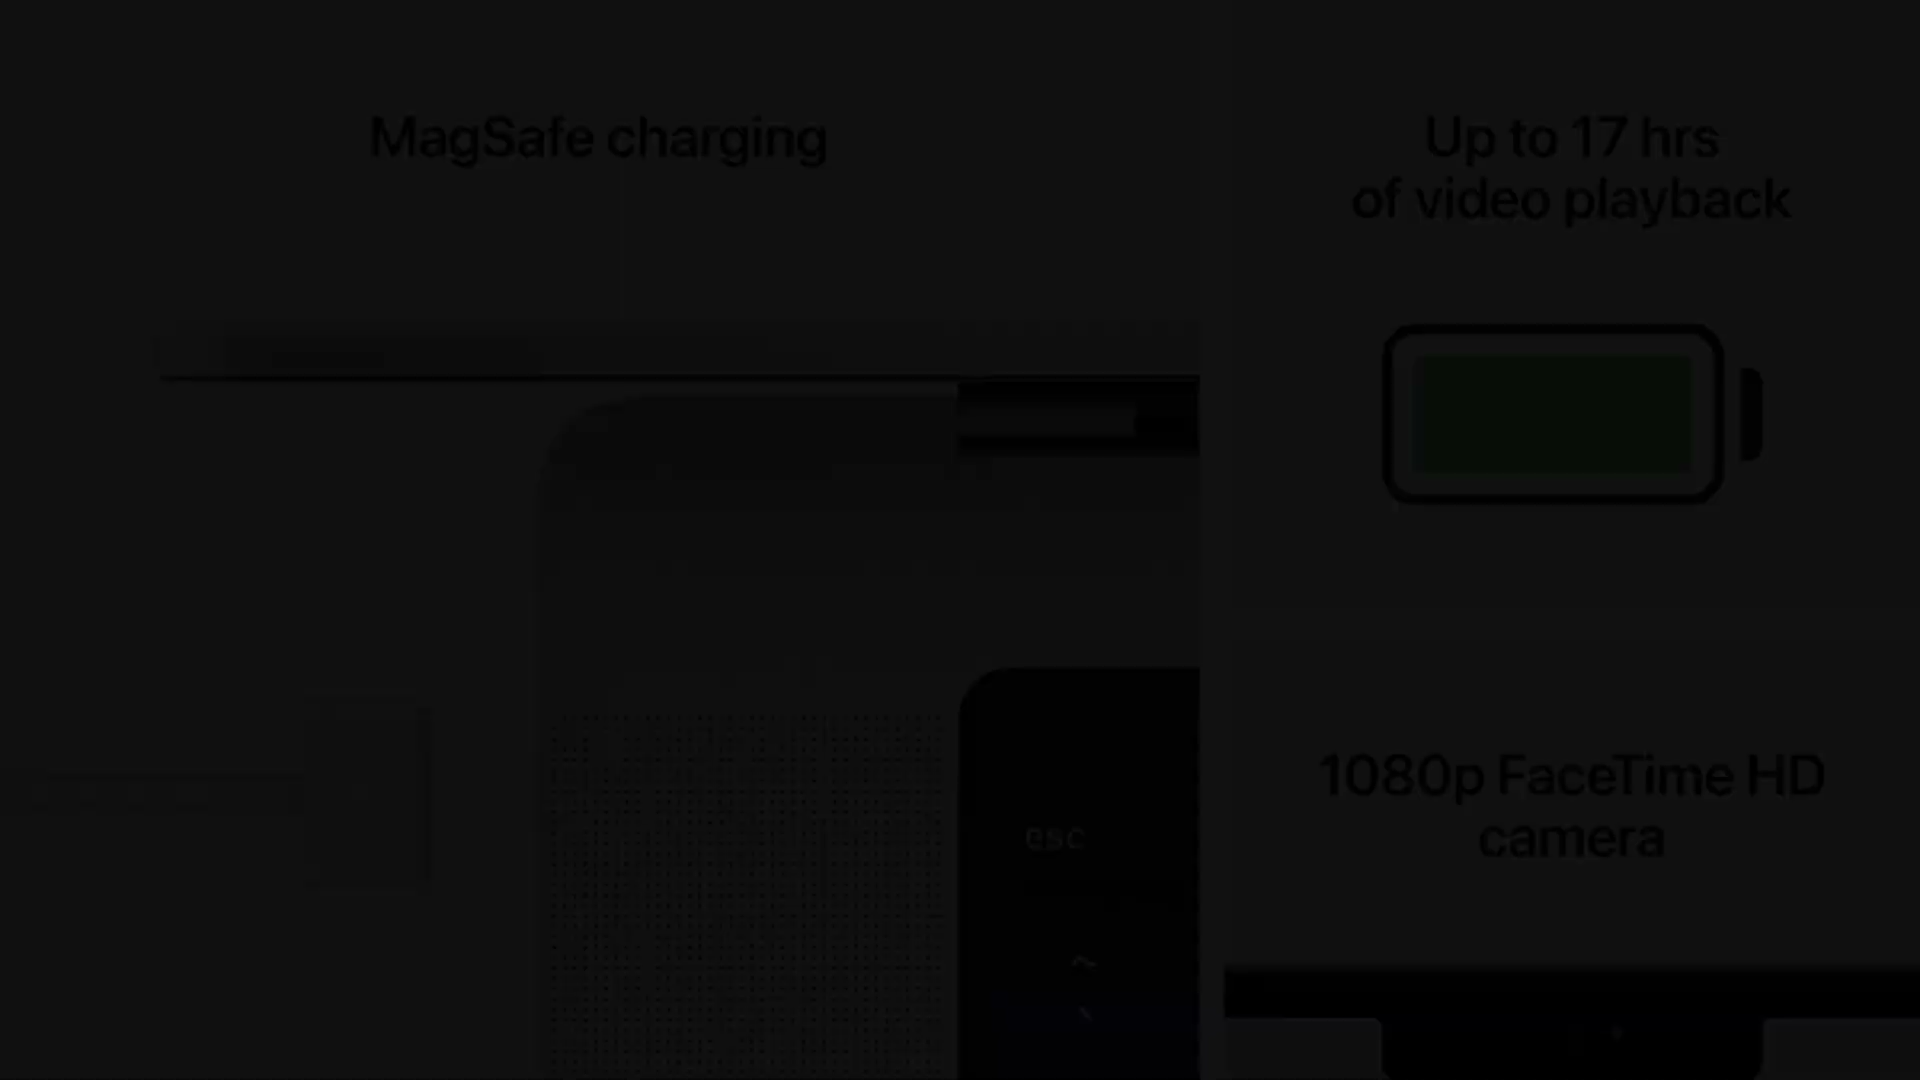 MagSafe charging
Up to 17 hrs
of video playback
1080p FaceTime HD
camera
esc
~
`